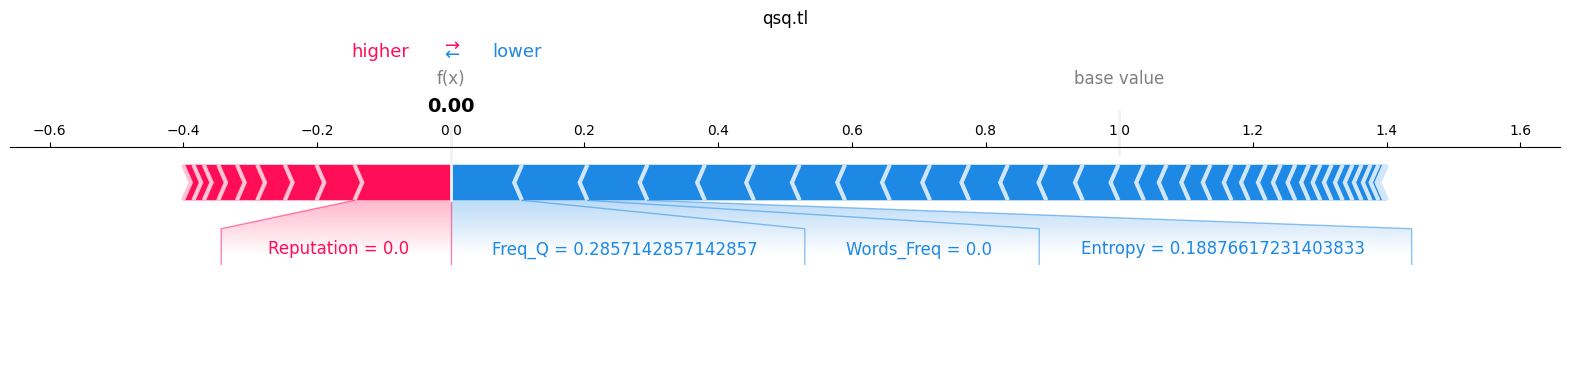 qsq.tl
higher ⇄ lower
f(x) base value
0.00
−0.6 −0.4 −0.2 0.0 0.2 0.4 0.6 0.8 1.0 1.2 1.4 1.6
Reputation = 0.0 Freq_Q = 0.2857142857142857 Words_Freq = 0.0 Entropy = 0.18876617231403833